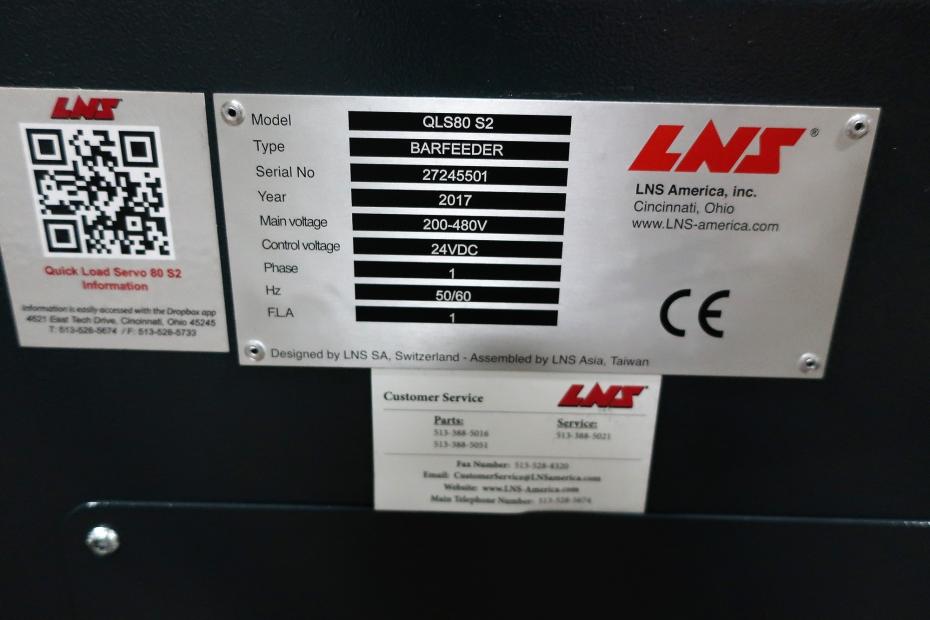 LNS
Quick Load Servo 80 S2
Information
Information is easily accessed with the Dropbox app
4621 East Tech Drive, Cincinnati, Ohio 45245
T: 513-528-5674 / F: 513-528-5733
Model QLS80 S2
Type BARFEEDER
Serial No 27245501
Year 2017
Main voltage 200-480V
Control voltage 24VDC
Phase 1
Hz 50/60
F.L.A 1
LNS®
LNS America, inc.
Cincinnati, Ohio
www.LNS-america.com
CE
Designed by LNS SA, Switzerland - Assembled by LNS Asia, Taiwan
Customer Service
LNS
Parts:
513-388-5016
513-388-5051
Service:
513-388-5021
Fax Number: 513-528-4320
Email: CustomerService@LNSamerica.com
Website: www.LNS-America.com
Main Telephone Number: 513-528-5674